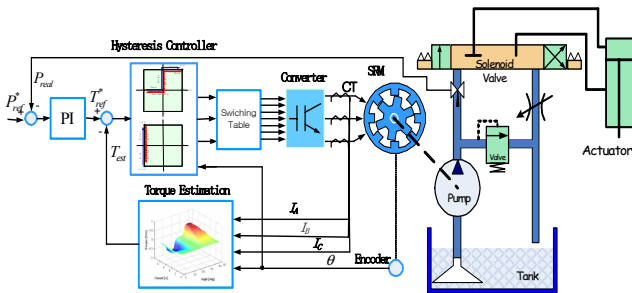 Hysteresis Controller
Converter
SRM
CT
Solenoid
Valve
Actuator
P*ref
Preal
PI
T*ref
Test
Swiching
Table
Valve
Pump
Tank
Torque Estimation
IA
IB
IC
θ
Encoder